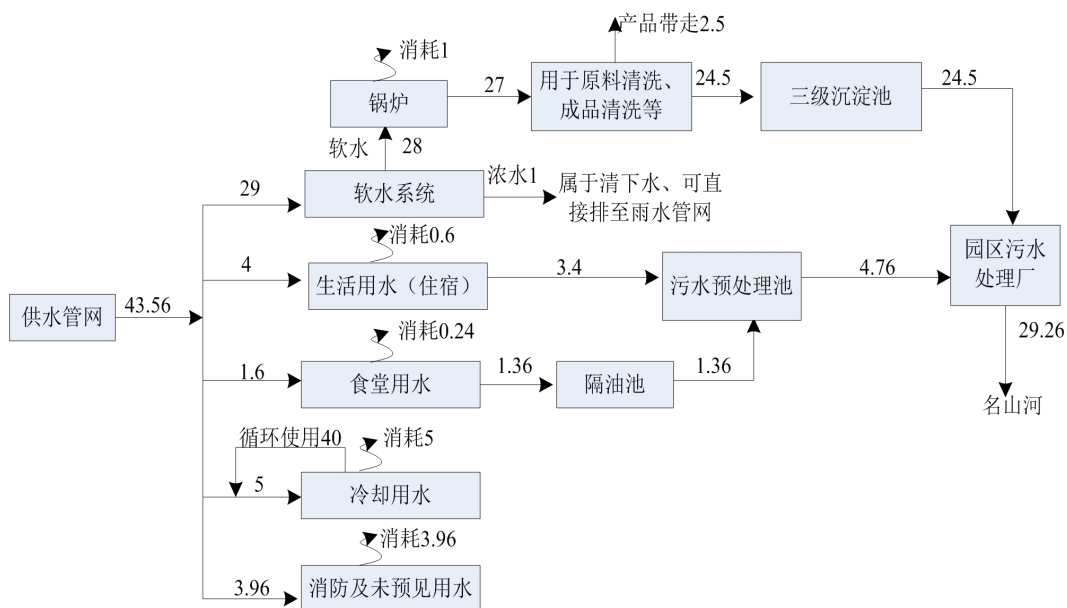 产品带走2.5
消耗1
锅炉
27
用于原料清洗、
成品清洗等
24.5
三级沉淀池
24.5
软水
28
29
软水系统
浓水1
属于清下水、可直
接排至雨水管网
消耗0.6
4
生活用水（住宿）
3.4
污水预处理池
4.76
园区污水
处理厂
供水管网
43.56
消耗0.24
29.26
1.6
食堂用水
1.36
隔油池
1.36
名山河
循环使用40
消耗5
5
冷却用水
消耗3.96
3.96
消防及未预见用水